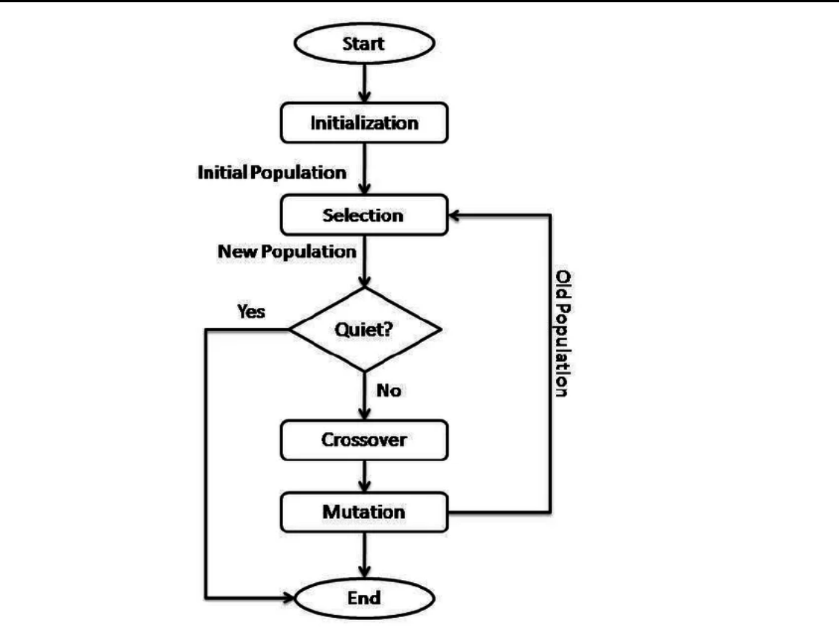 Start
Initialization
Initial Population
Selection
New Population
Yes
Quiet?
Old Population
No
Crossover
Mutation
End